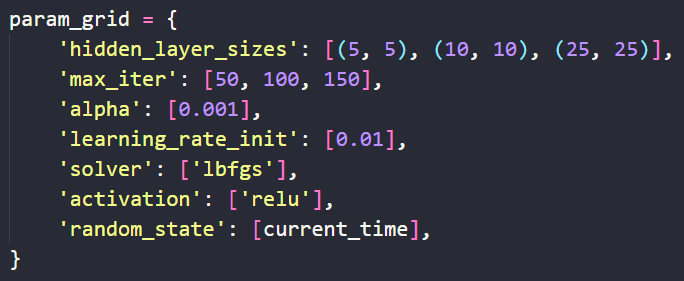 param_grid = {
    'hidden_layer_sizes': [(5, 5), (10, 10), (25, 25)],
    'max_iter': [50, 100, 150],
    'alpha': [0.001],
    'learning_rate_init': [0.01],
    'solver': ['lbfgs'],
    'activation': ['relu'],
    'random_state': [current_time],
}